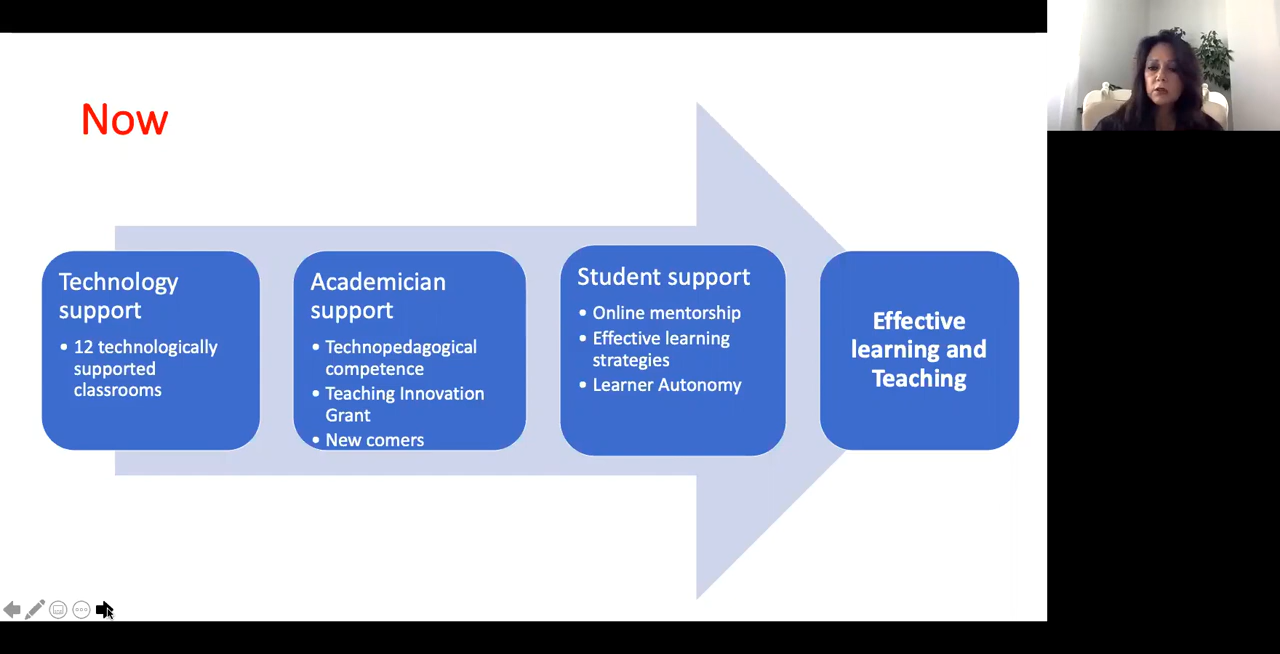 Now
Technology
support
• 12 technologically
supported
classrooms
Academician
support
• Technopedagogical
competence
• Teaching Innovation
Grant
• New comers
Student support
• Online mentorship
• Effective learning
strategies
• Learner Autonomy
Effective
learning and
Teaching